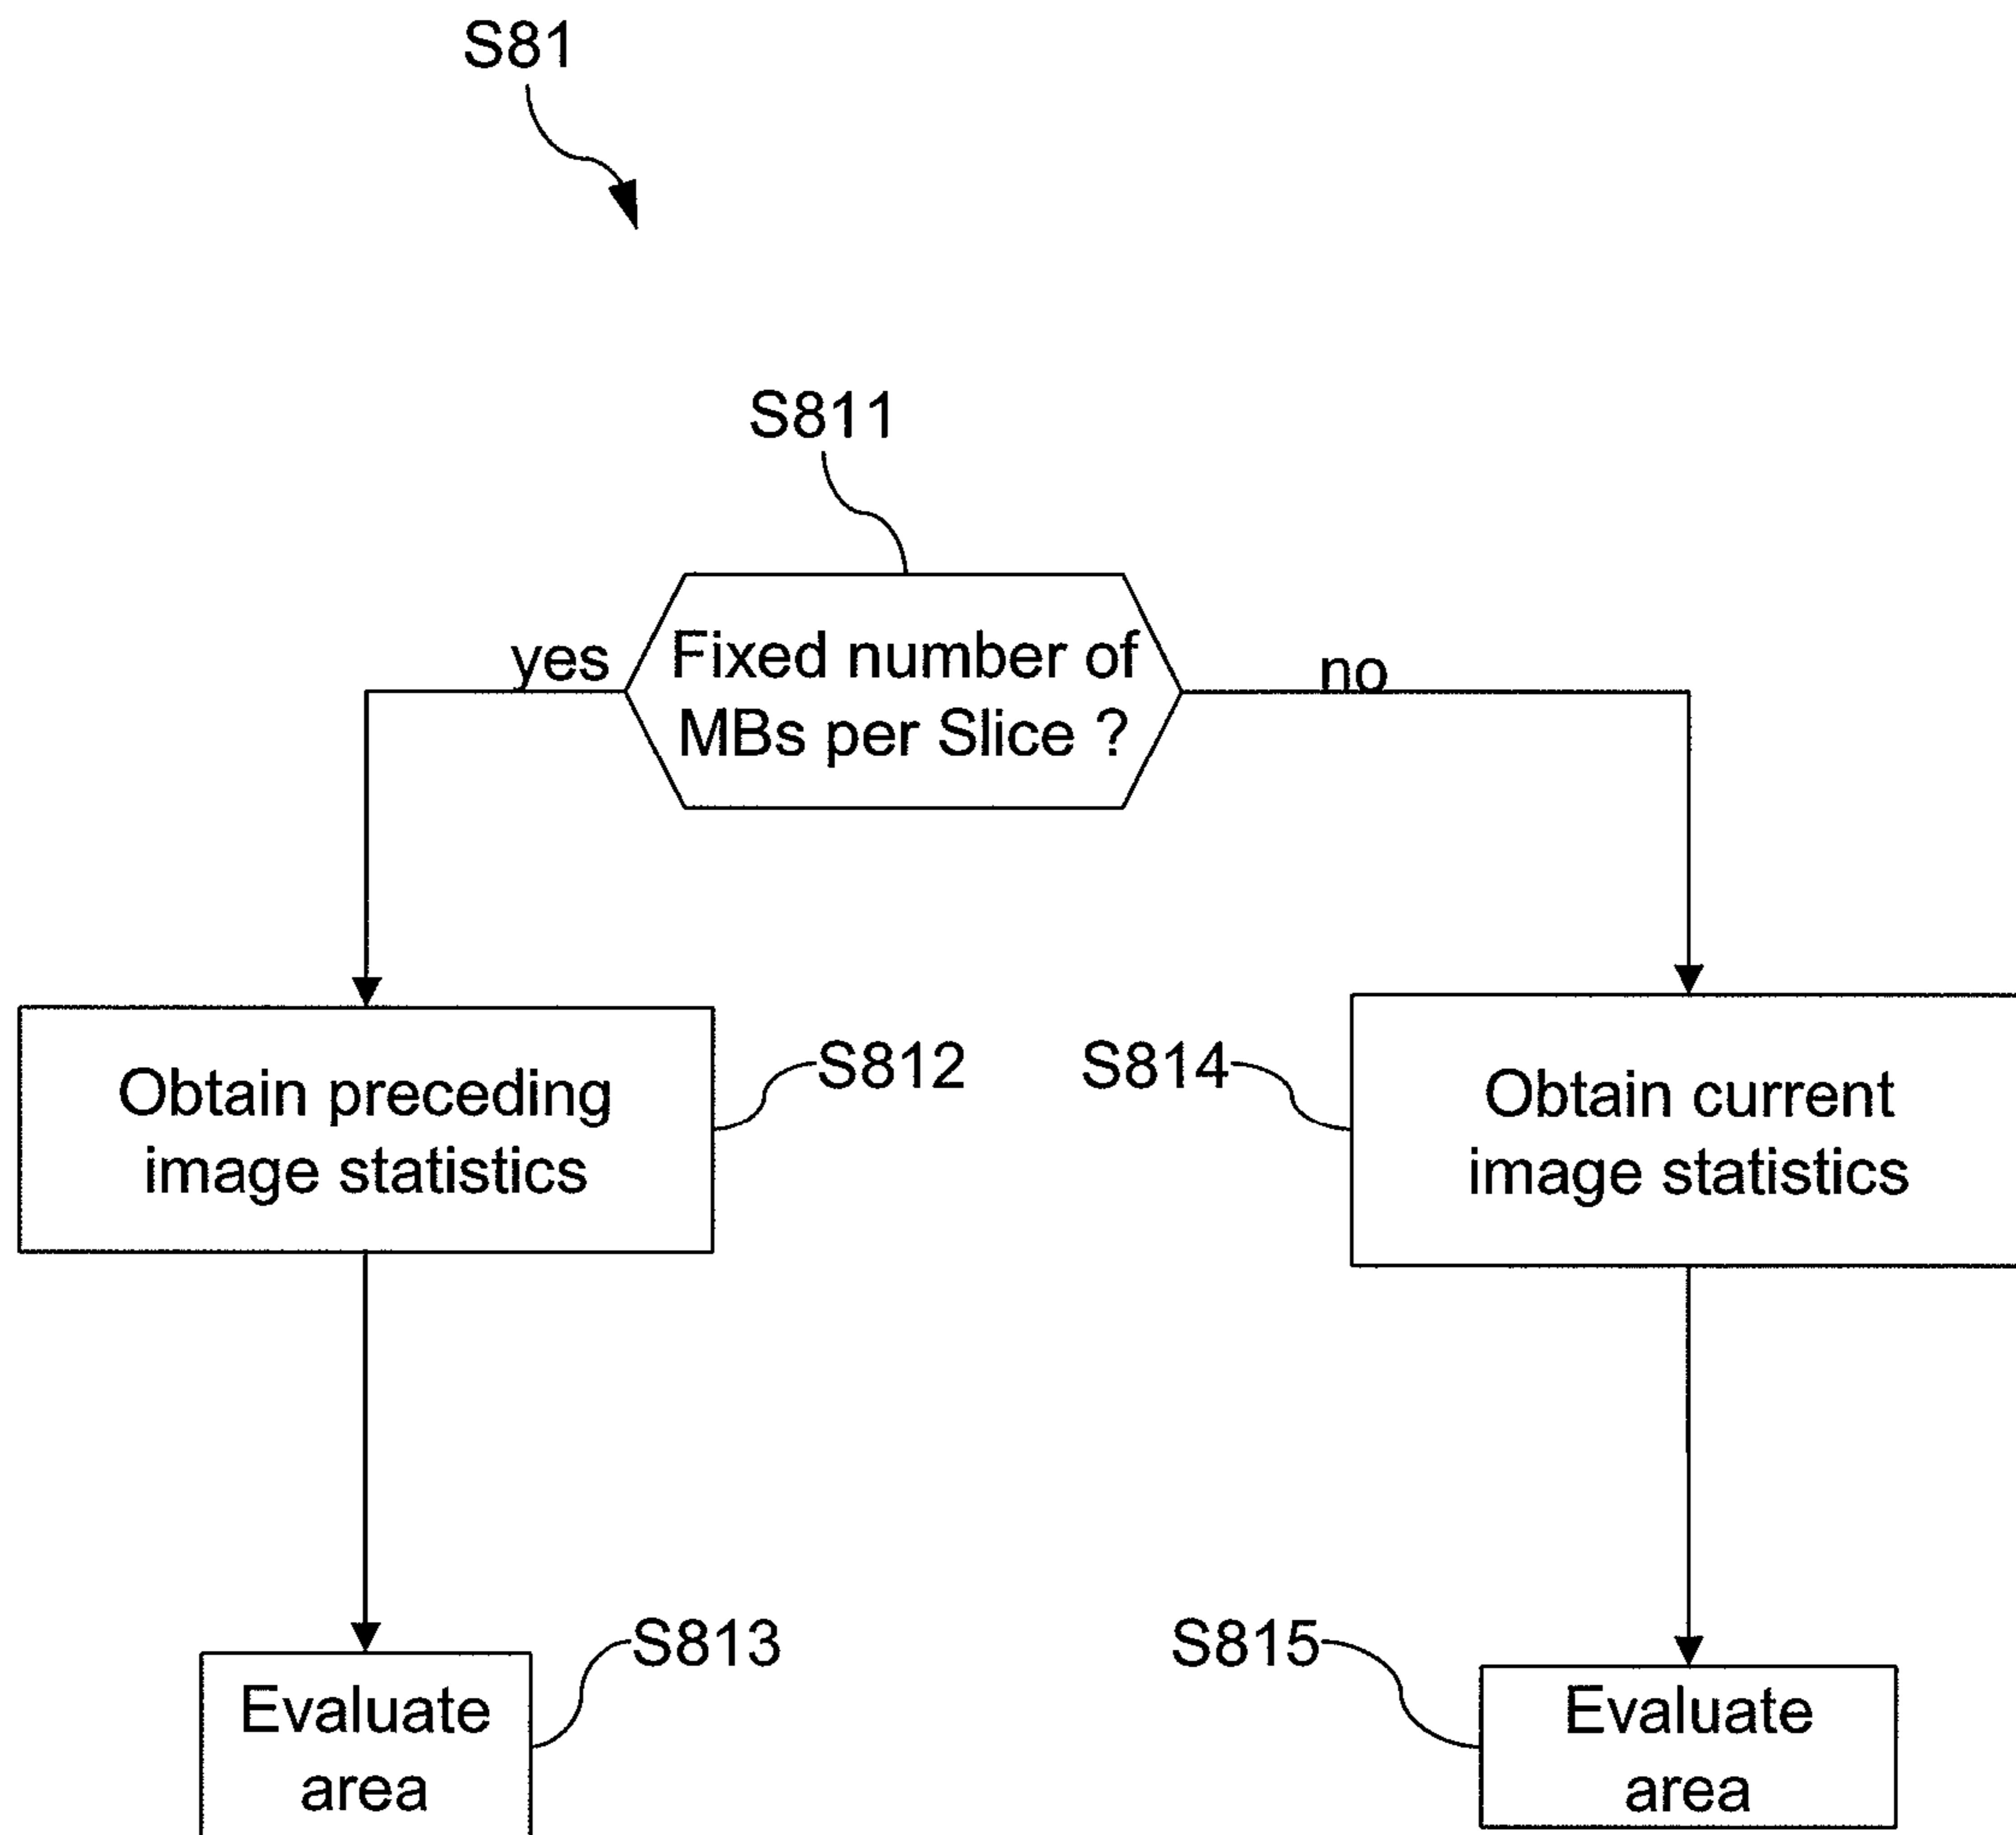 S81
S811
yes
Fixed number of
MBs per Slice ?
no
Obtain preceding
image statistics
S812
S814
Obtain current
image statistics
S813
S815
Evaluate
area
Evaluate
area